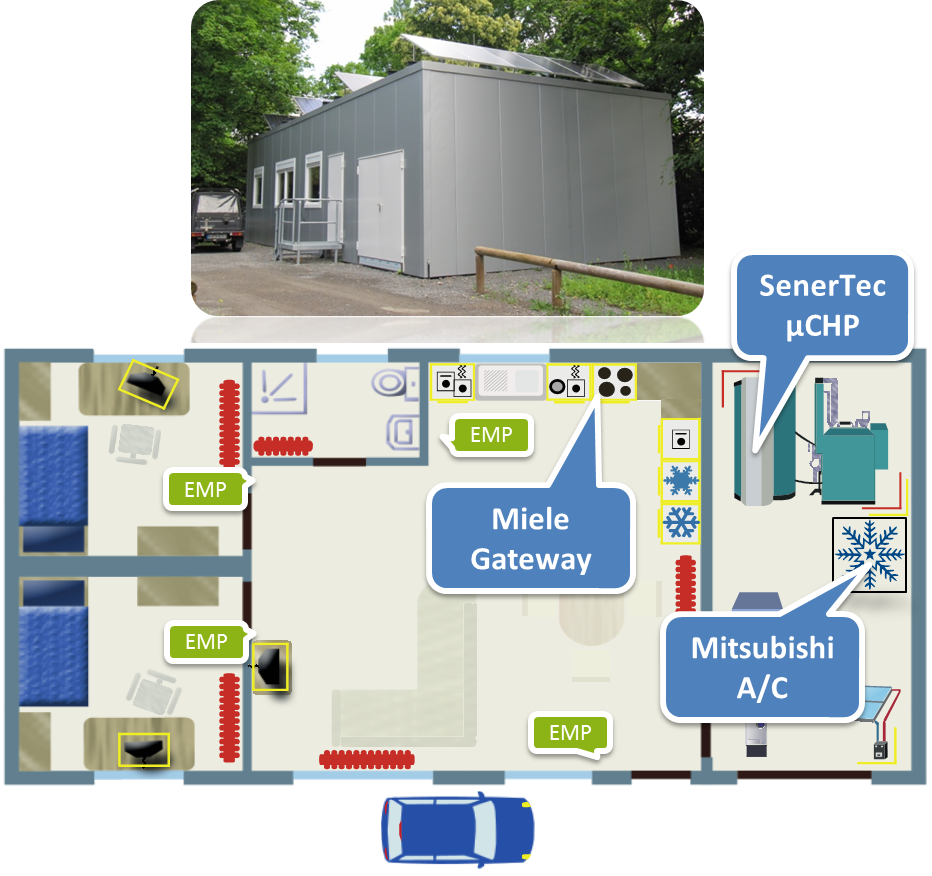 SenerTec
µCHP
EMP
EMP
Miele
Gateway
EMP
Mitsubishi
A/C
EMP